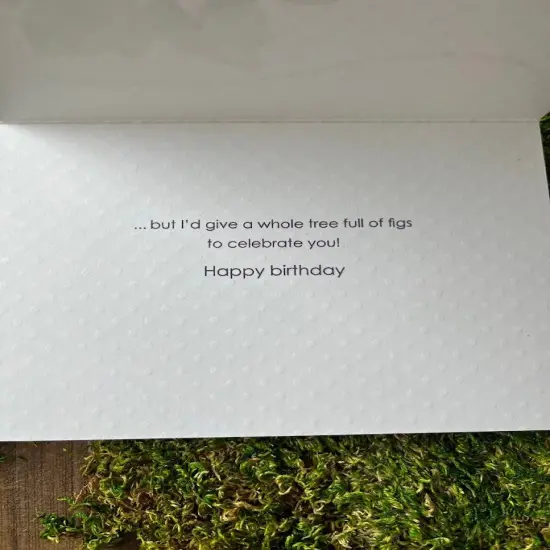 ... but I'd give a whole tree full of figs
to celebrate you!
Happy birthday